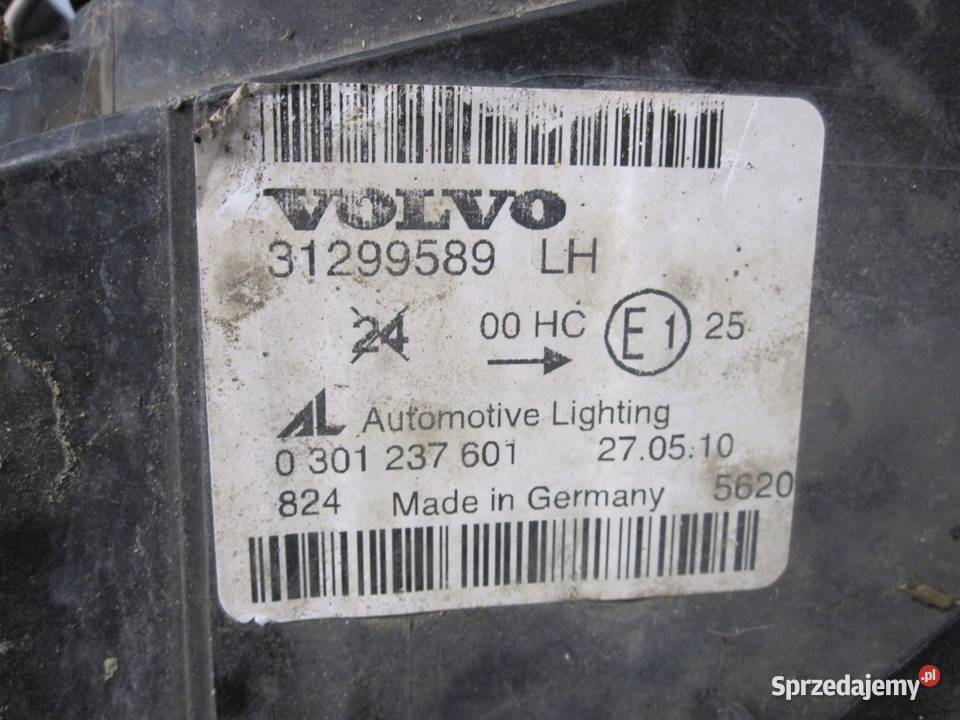 VOLVO
31299589 LH
24 00 HC E1 25
AL Automotive Lighting
0 301 237 601 27.05.10
824 Made in Germany 5620
Sprzedajemy.pl